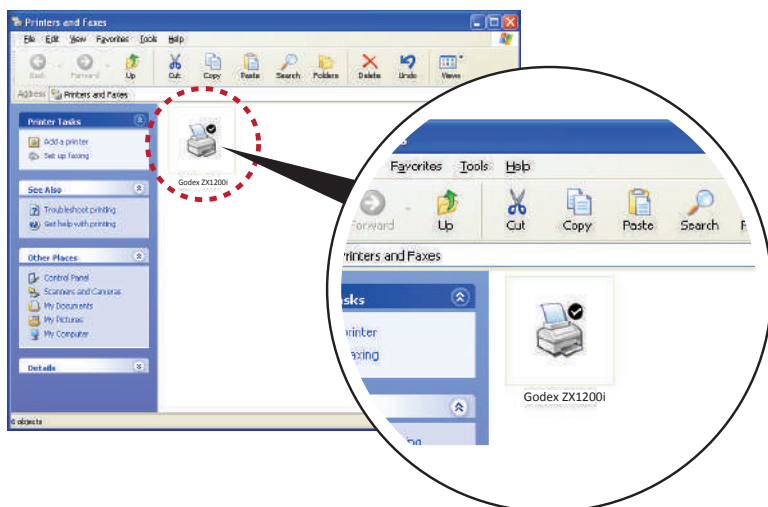 Printers and Faxes
File Edit View Favorites Tools Help
Back Forward Up Cut Copy Paste Search Folders Delete Undo Views
Address Printers and Faxes
Printer Tasks
Add a printer
Set up faxing
See Also
Troubleshoot printing
Get help with printing
Other Places
Control Panel
Scanners and Cameras
My Documents
My Pictures
My Computer
Details
Godex ZX1200i
objects
s
Favorites Tools Help
Forward Up Cut Copy Paste Search F
rinters and Faxes
asks
rinter
axing
Godex ZX1200i